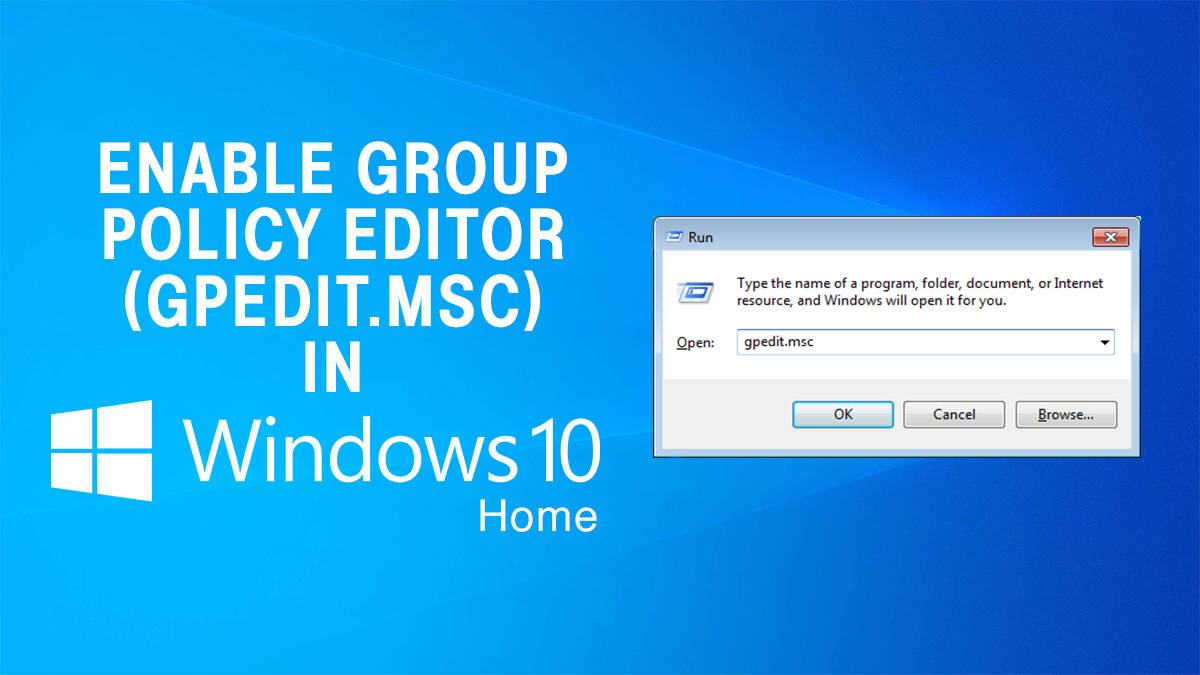 ENABLE GROUP
POLICY EDITOR
(GPEDIT.MSC)
IN
Windows 10
Home
Run
Type the name of a program, folder, document, or Internet
resource, and Windows will open it for you.
Open: gpedit.msc
OK Cancel Browse...